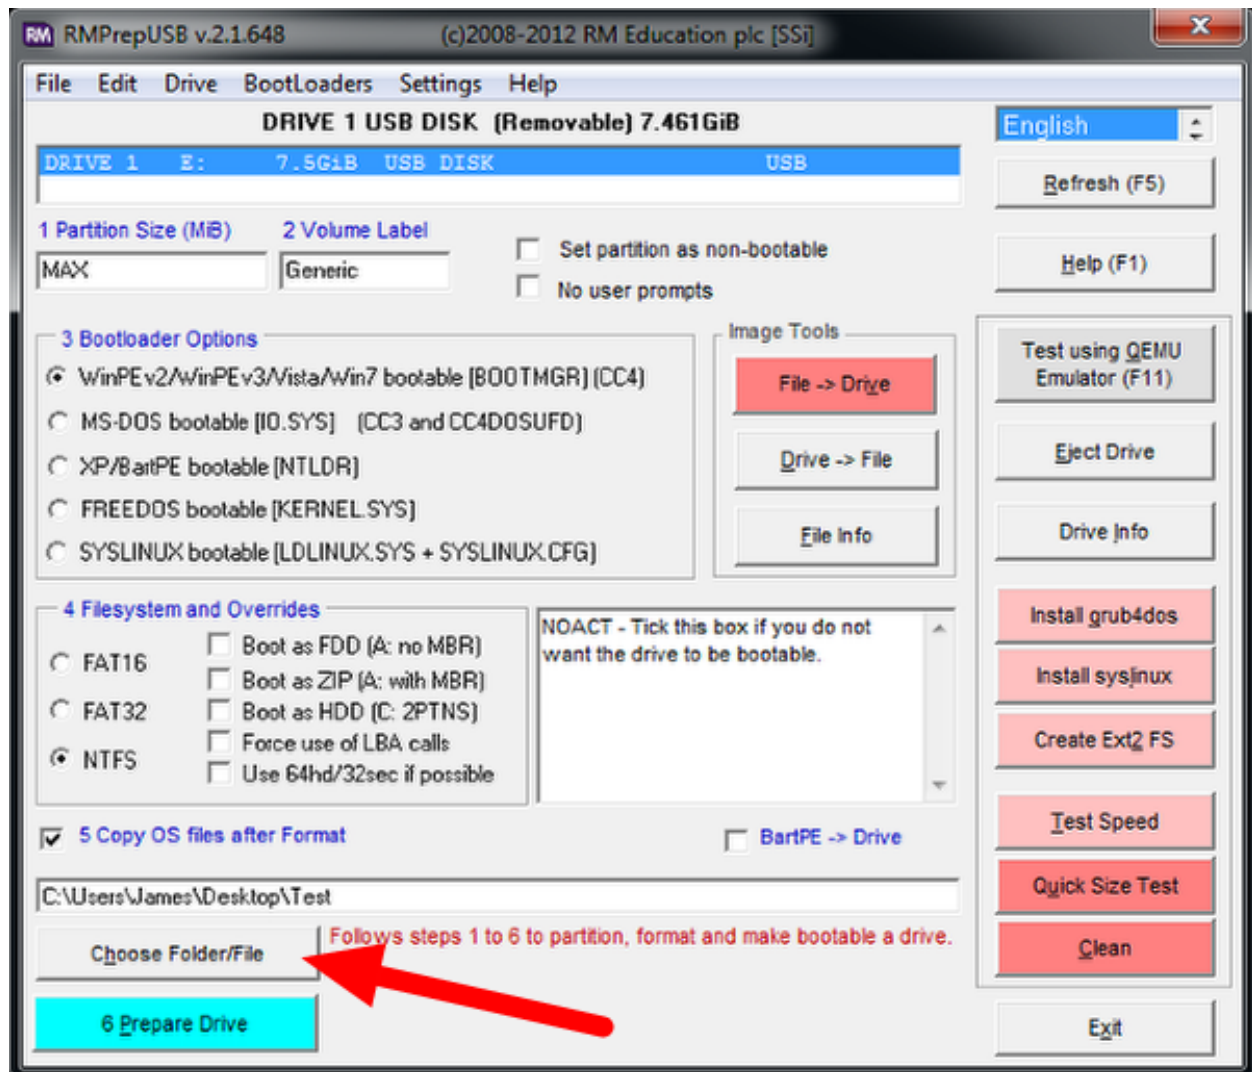 RM RMPrepUSB v.2.1.648 (c)2008-2012 RM Education plc [SSi]
File Edit Drive BootLoaders Settings Help
DRIVE 1 USB DISK (Removable) 7.461GiB
English
DRIVE 1 E: 7.5GiB USB DISK USB
Refresh (F5)
1 Partition Size (MiB) 2 Volume Label
MAX Generic
Set partition as non-bootable
No user prompts
Help (F1)
3 Bootloader Options
WinPEv2/WinPEv3/Vista/Win7 bootable [BOOTMGR] (CC4)
MS-DOS bootable [IO.SYS] (CC3 and CC4DOSUFD)
XP/BartPE bootable [NTLDR]
FREEDOS bootable [KERNEL.SYS]
SYSLINUX bootable [LDLINUX.SYS + SYSLINUX.CFG]
Image Tools
File -> Drive
Drive -> File
File Info
Test using QEMU
Emulator (F11)
Eject Drive
Drive Info
4 Filesystem and Overrides
FAT16
FAT32
NTFS
Boot as FDD (A: no MBR)
Boot as ZIP (A: with MBR)
Boot as HDD (C: 2PTNS)
Force use of LBA calls
Use 64hd/32sec if possible
NOACT - Tick this box if you do not
want the drive to be bootable.
Install grub4dos
Install syslinux
Create Ext2 FS
Test Speed
Quick Size Test
Clean
5 Copy OS files after Format
BartPE -> Drive
C:\Users\James\Desktop\Test
Choose Folder/File
Follows steps 1 to 6 to partition, format and make bootable a drive.
6 Prepare Drive
Exit